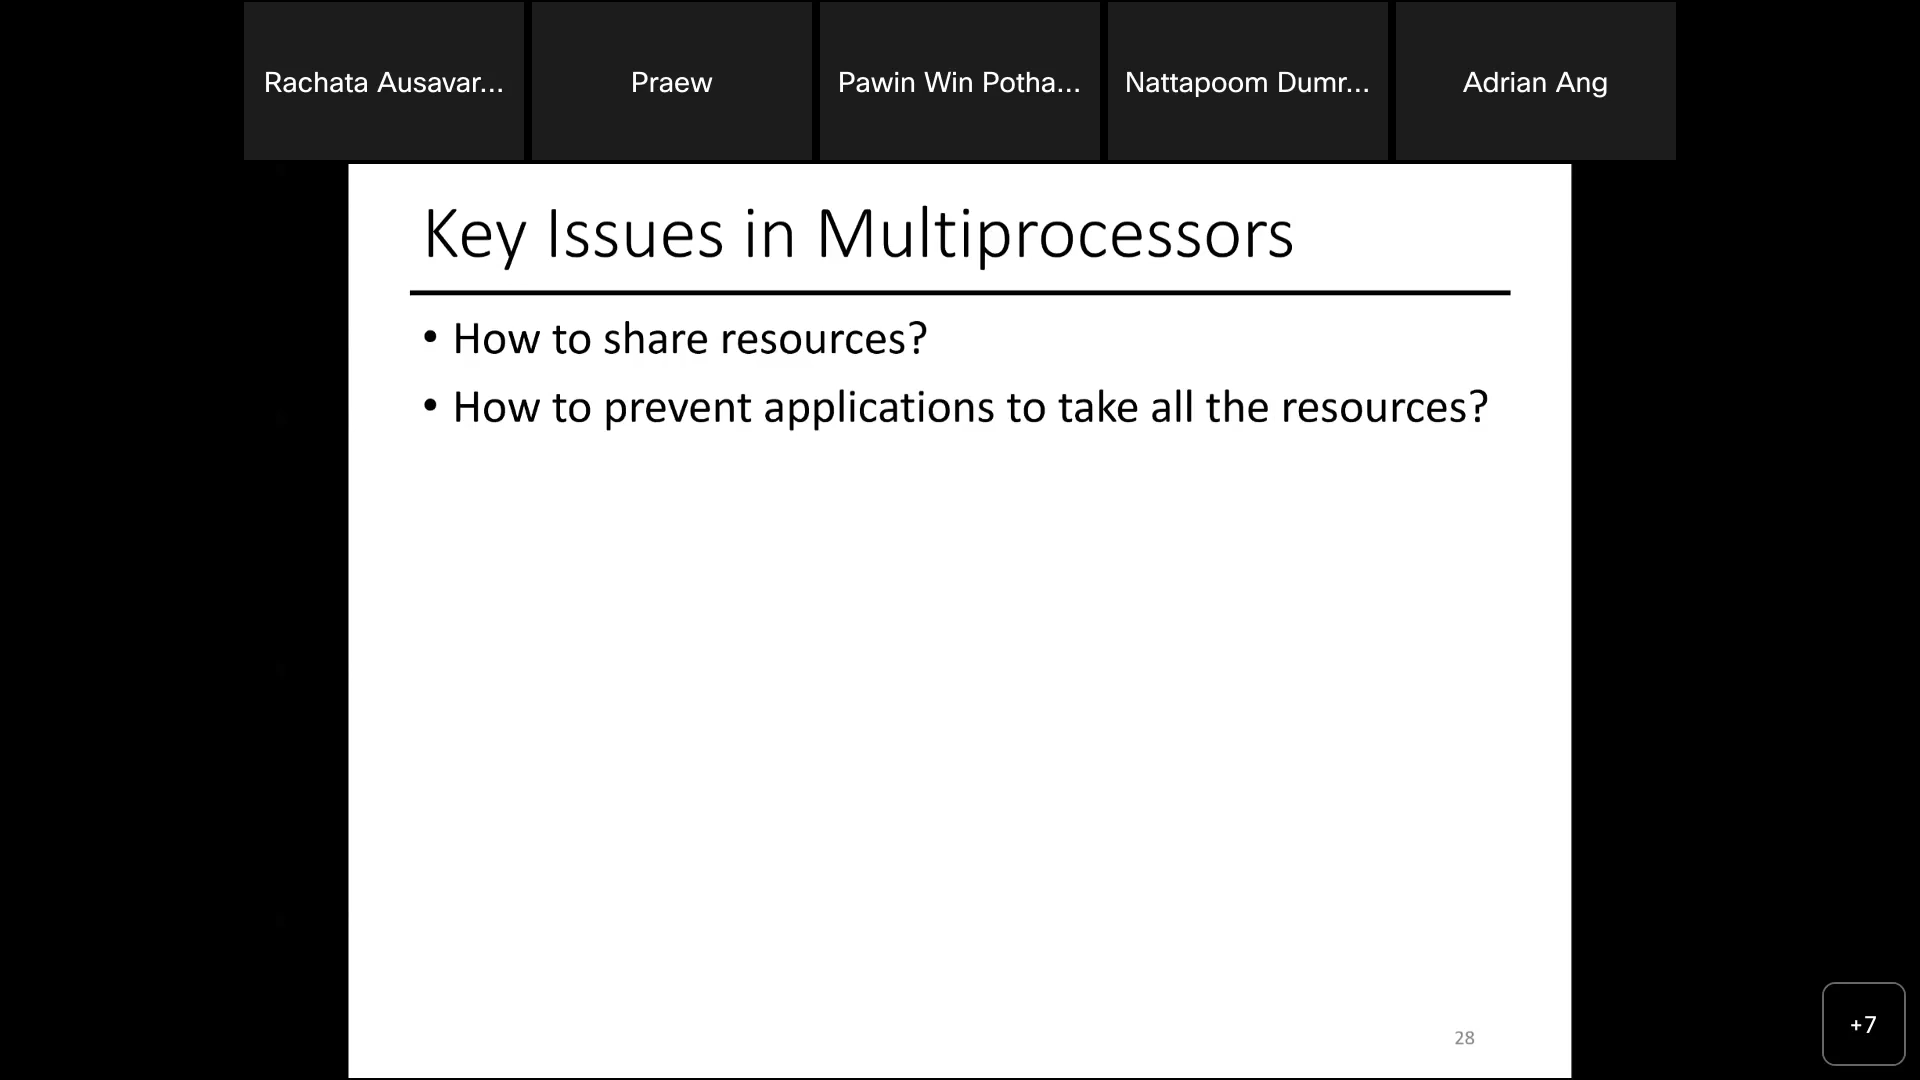 Rachata Ausavar...
Praew
Pawin Win Potha...
Nattapoom Dumr...
Adrian Ang
Key Issues in Multiprocessors
• How to share resources?
• How to prevent applications to take all the resources?
28
+7